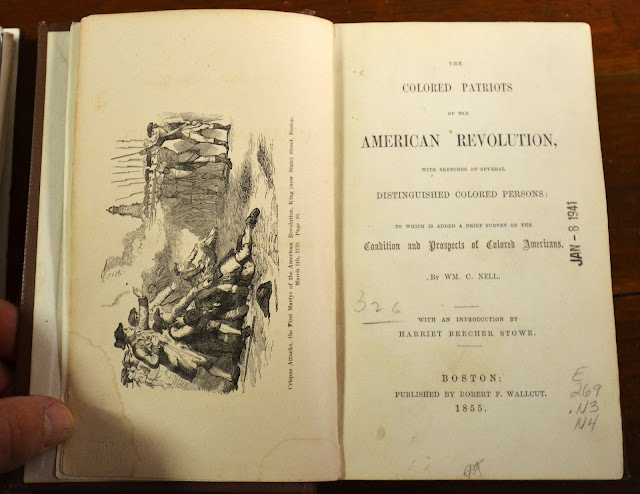 Crispus Attucks, the First Martyr of the American Revolution, King (now State) Street, Boston,
March 5th, 1770. Page 16.
THE
COLORED PATRIOTS
OF THE
AMERICAN REVOLUTION,
WITH SKETCHES OF SEVERAL
DISTINGUISHED COLORED PERSONS:
TO WHICH IS ADDED A BRIEF SURVEY OF THE
Condition and Prospects of Colored Americans.
BY WM. C. NELL.
WITH AN INTRODUCTION BY
HARRIET BEECHER STOWE.
BOSTON:
PUBLISHED BY ROBERT F. WALLCUT.
1855.
JAN-8 1941
326
E
269
.N3
N4